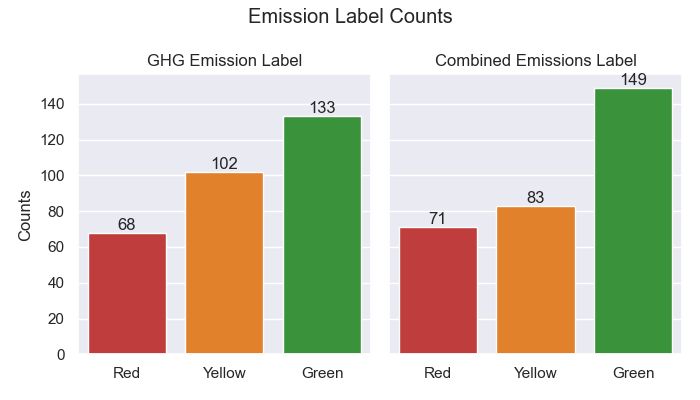 Emission Label Counts
GHG Emission Label
Combined Emissions Label
Counts
140
120
100
80
60
40
20
0
68
102
133
71
83
149
Red Yellow Green
Red Yellow Green